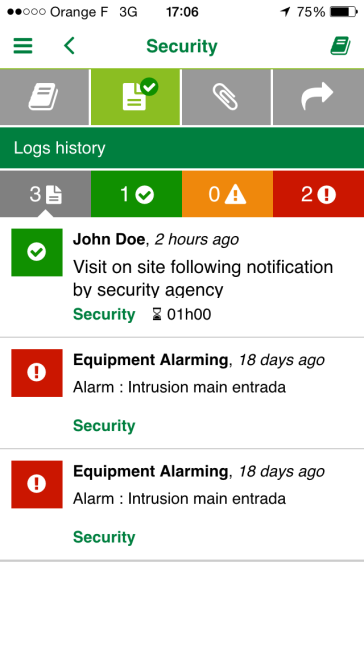 Orange F 3G 17:06 75%
Security
Logs history
3 1 0 2
John Doe, 2 hours ago
Visit on site following notification
by security agency
Security 01h00
Equipment Alarming, 18 days ago
Alarm : Intrusion main entrada
Security
Equipment Alarming, 18 days ago
Alarm : Intrusion main entrada
Security